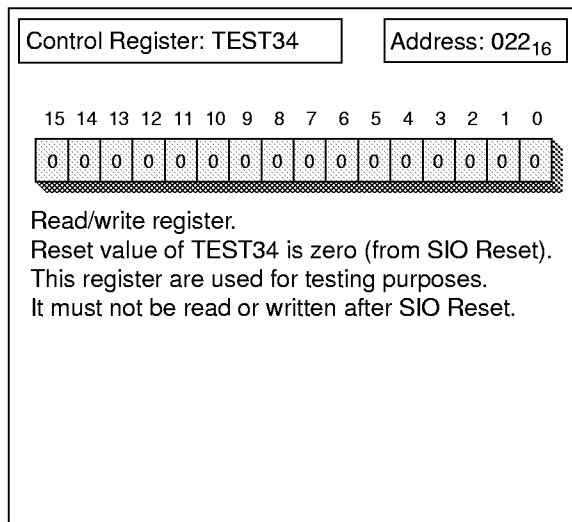 Control Register: TEST34
Address: 022₁₆
15 14 13 12 11 10 9 8 7 6 5 4 3 2 1 0
0 0 0 0 0 0 0 0 0 0 0 0 0 0 0 0
Read/write register.
Reset value of TEST34 is zero (from SIO Reset).
This register are used for testing purposes.
It must not be read or written after SIO Reset.